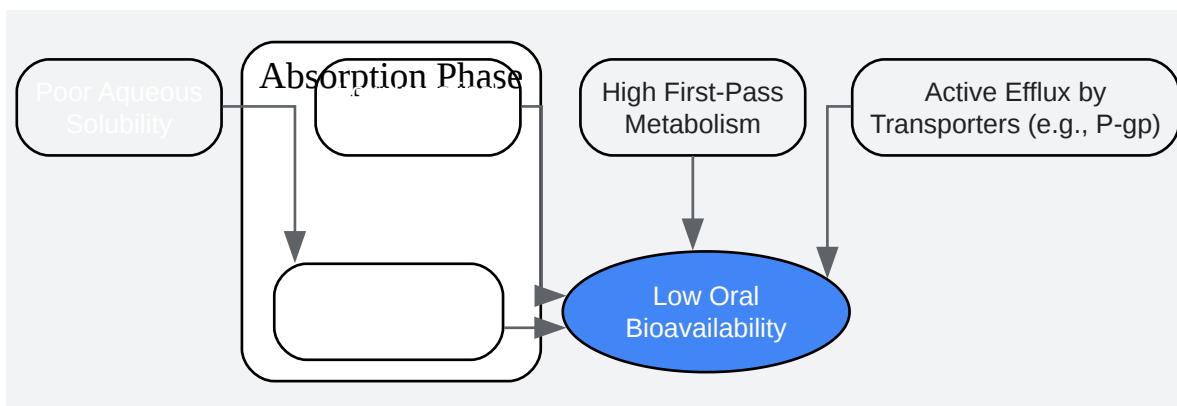 Poor Aqueous
Solubility
Absorption Phase
High First-Pass
Metabolism
Active Efflux by
Transporters (e.g., P-gp)
Low Oral
Bioavailability